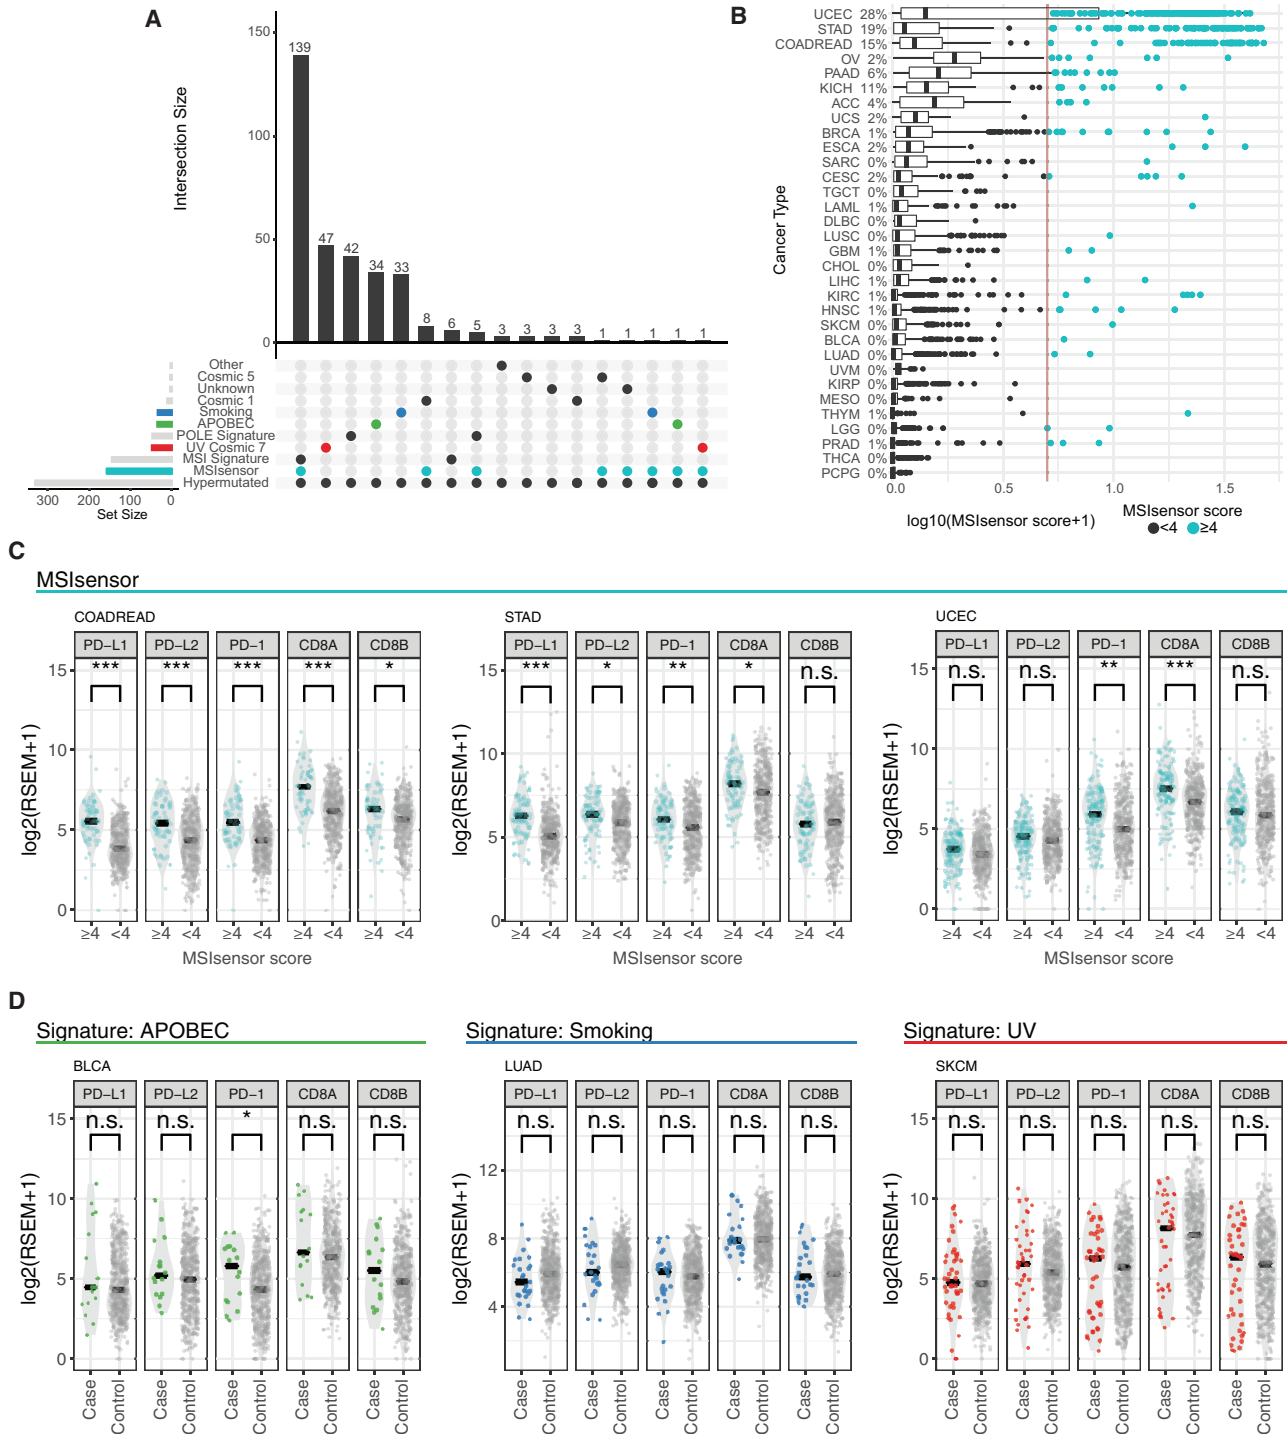 A
Intersection Size
150
100
50
0
139
47
42
34
33
8
6
5
3
3
3
3
1
1
1
1
1
Other
Cosmic 5
Unknown
Cosmic 1
Smoking
APOBEC
POLE Signature
UV Cosmic 7
MSI Signature
MSIsensor
Hypermutated
300 200 100 0
Set Size
B
Cancer Type
UCEC 28%
STAD 19%
COADREAD 15%
OV 2%
PAAD 6%
KICH 11%
ACC 4%
UCS 2%
BRCA 1%
ESCA 2%
SARC 0%
CESC 2%
TGCT 0%
LAML 1%
DLBC 0%
LUSC 0%
GBM 1%
CHOL 0%
LIHC 1%
KIRC 1%
HNSC 1%
SKCM 0%
BLCA 0%
LUAD 0%
UVM 0%
KIRP 0%
MESO 0%
THYM 1%
LGG 0%
PRAD 1%
THCA 0%
PCPG 0%
0.0 0.5 1.0 1.5
log10(MSIsensor score+1)
MSIsensor score
<4 ≥4
C
MSIsensor
COADREAD
PD−L1 PD−L2 PD−1 CD8A CD8B
*** *** *** *** *
log2(RSEM+1)
15
10
5
0
≥4 <4 ≥4 <4 ≥4 <4 ≥4 <4 ≥4 <4
MSIsensor score
STAD
PD−L1 PD−L2 PD−1 CD8A CD8B
*** * ** * n.s.
log2(RSEM+1)
15
10
5
0
≥4 <4 ≥4 <4 ≥4 <4 ≥4 <4 ≥4 <4
MSIsensor score
UCEC
PD−L1 PD−L2 PD−1 CD8A CD8B
n.s. n.s. ** *** n.s.
log2(RSEM+1)
15
10
5
0
≥4 <4 ≥4 <4 ≥4 <4 ≥4 <4 ≥4 <4
MSIsensor score
D
Signature: APOBEC
BLCA
PD−L1 PD−L2 PD−1 CD8A CD8B
n.s. n.s. * n.s. n.s.
log2(RSEM+1)
15
10
5
0
Case Control Case Control Case Control Case Control Case Control
Signature: Smoking
LUAD
PD−L1 PD−L2 PD−1 CD8A CD8B
n.s. n.s. n.s. n.s. n.s.
log2(RSEM+1)
12
8
4
Case Control Case Control Case Control Case Control Case Control
Signature: UV
SKCM
PD−L1 PD−L2 PD−1 CD8A CD8B
n.s. n.s. n.s. n.s. n.s.
log2(RSEM+1)
15
10
5
0
Case Control Case Control Case Control Case Control Case Control